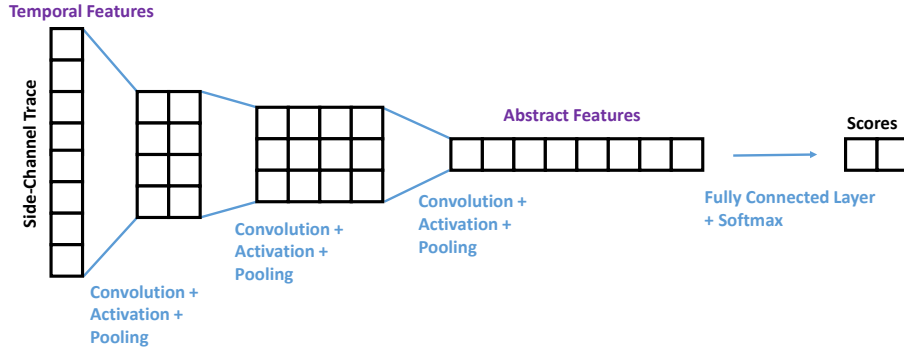 Temporal Features
Side-Channel Trace
Convolution +
Activation +
Pooling
Convolution +
Activation +
Pooling
Convolution +
Activation +
Pooling
Abstract Features
Fully Connected Layer
+ Softmax
Scores